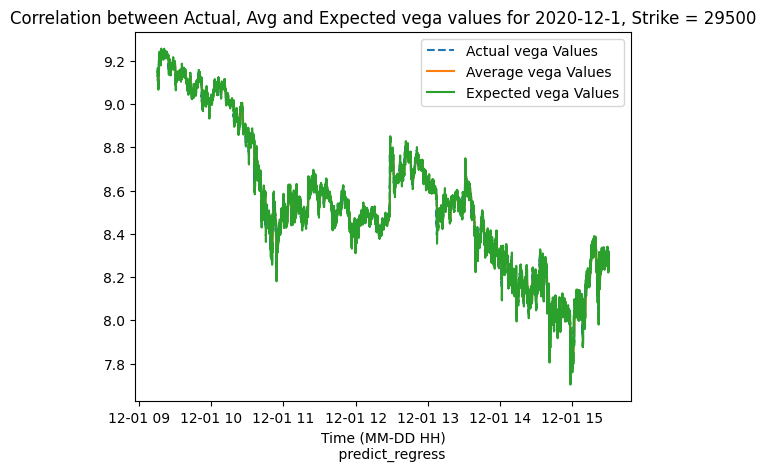 Correlation between Actual, Avg and Expected vega values for 2020-12-1, Strike = 29500
Actual vega Values
Average vega Values
Expected vega Values
9.2
9.0
8.8
8.6
8.4
8.2
8.0
7.8
12-01 09 12-01 10 12-01 11 12-01 12 12-01 13 12-01 14 12-01 15
Time (MM-DD HH)
predict_regress